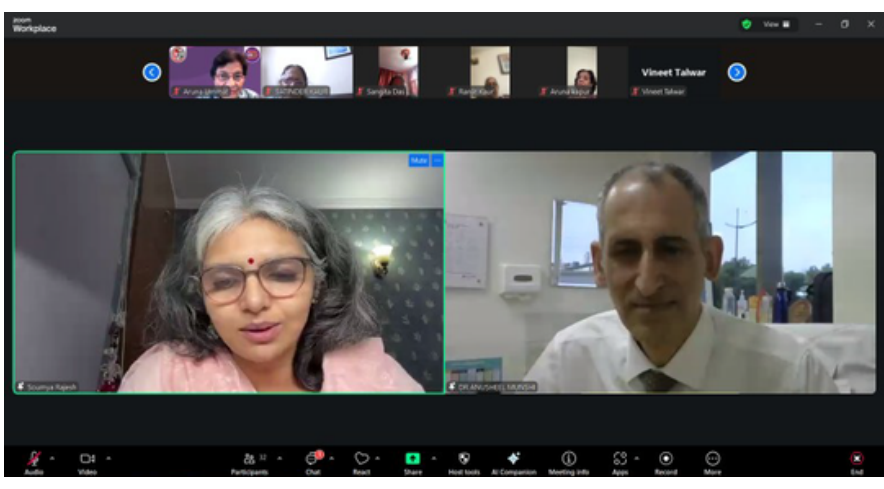 zoom
Workplace
View
Vineet Talwar
Aruna
SATINDER KAUR
Sangita Das
Ranjit Kaur
Aruna Kapur
Vineet Talwar
Mute
Soumya Rajesh
DR ANUSHEEL MUNSHI
32
Audio
Video
Participants
Chat
React
Share
Host tools
AI Companion
Meeting info
Apps
Record
More
End